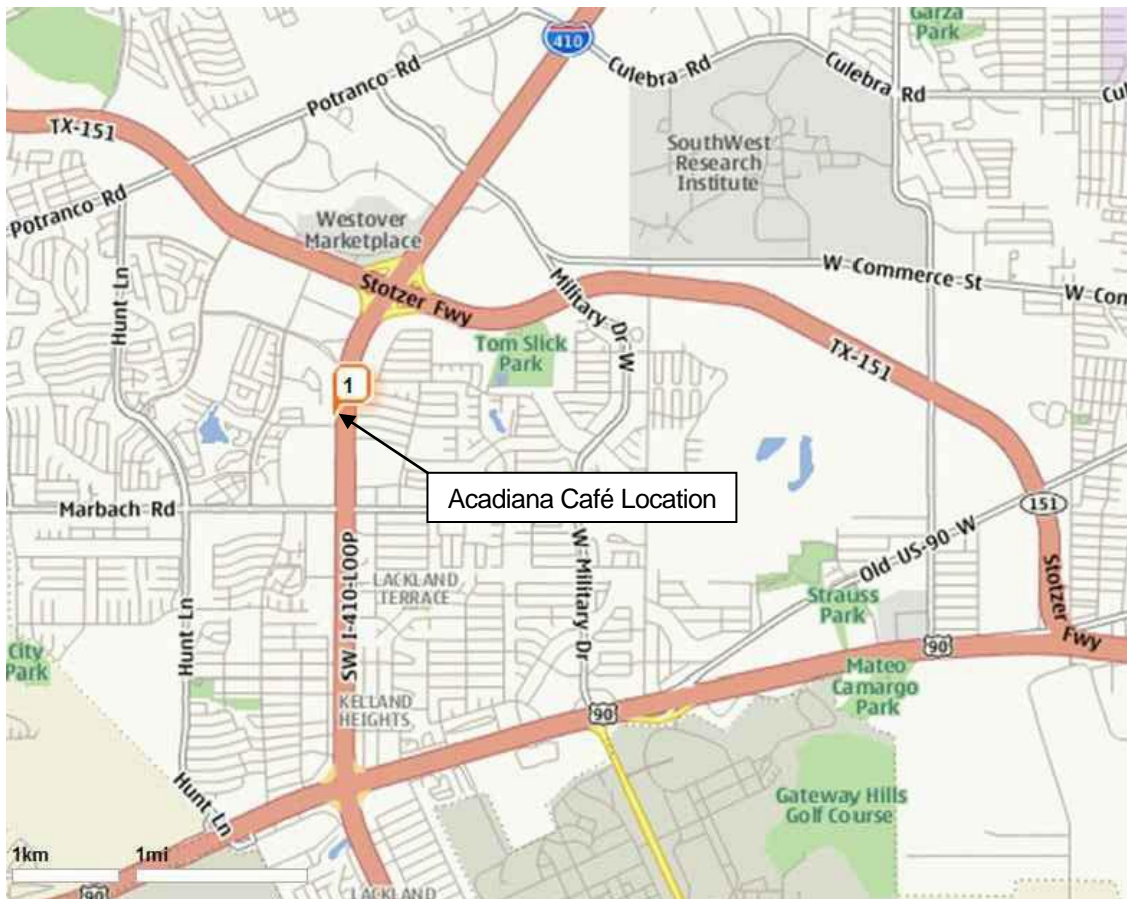 Garza
Park
410
Culebra Rd
Culebra Rd
Cul
Potranco Rd
TX-151
SouthWest
Research
Institute
Potranco Rd
Westover
Marketplace
W Commerce St
W Com
Hunt Ln
Stotzer Fwy
Military Dr W
Tom Slick
Park
TX-151
1
Acadiana Café Location
Marbach Rd
151
SW I-410-LOOP
W Military Dr
Old-US-90 W
LACKLAND
TERRACE
Strauss
Park
Stotzer Fwy
Hunt Ln
City
Park
90
Mateo
Camargo
Park
KELLAND
HEIGHTS
90
Hunt Ln
Gateway Hills
Golf Course
1km
1mi
90
LACKLAND